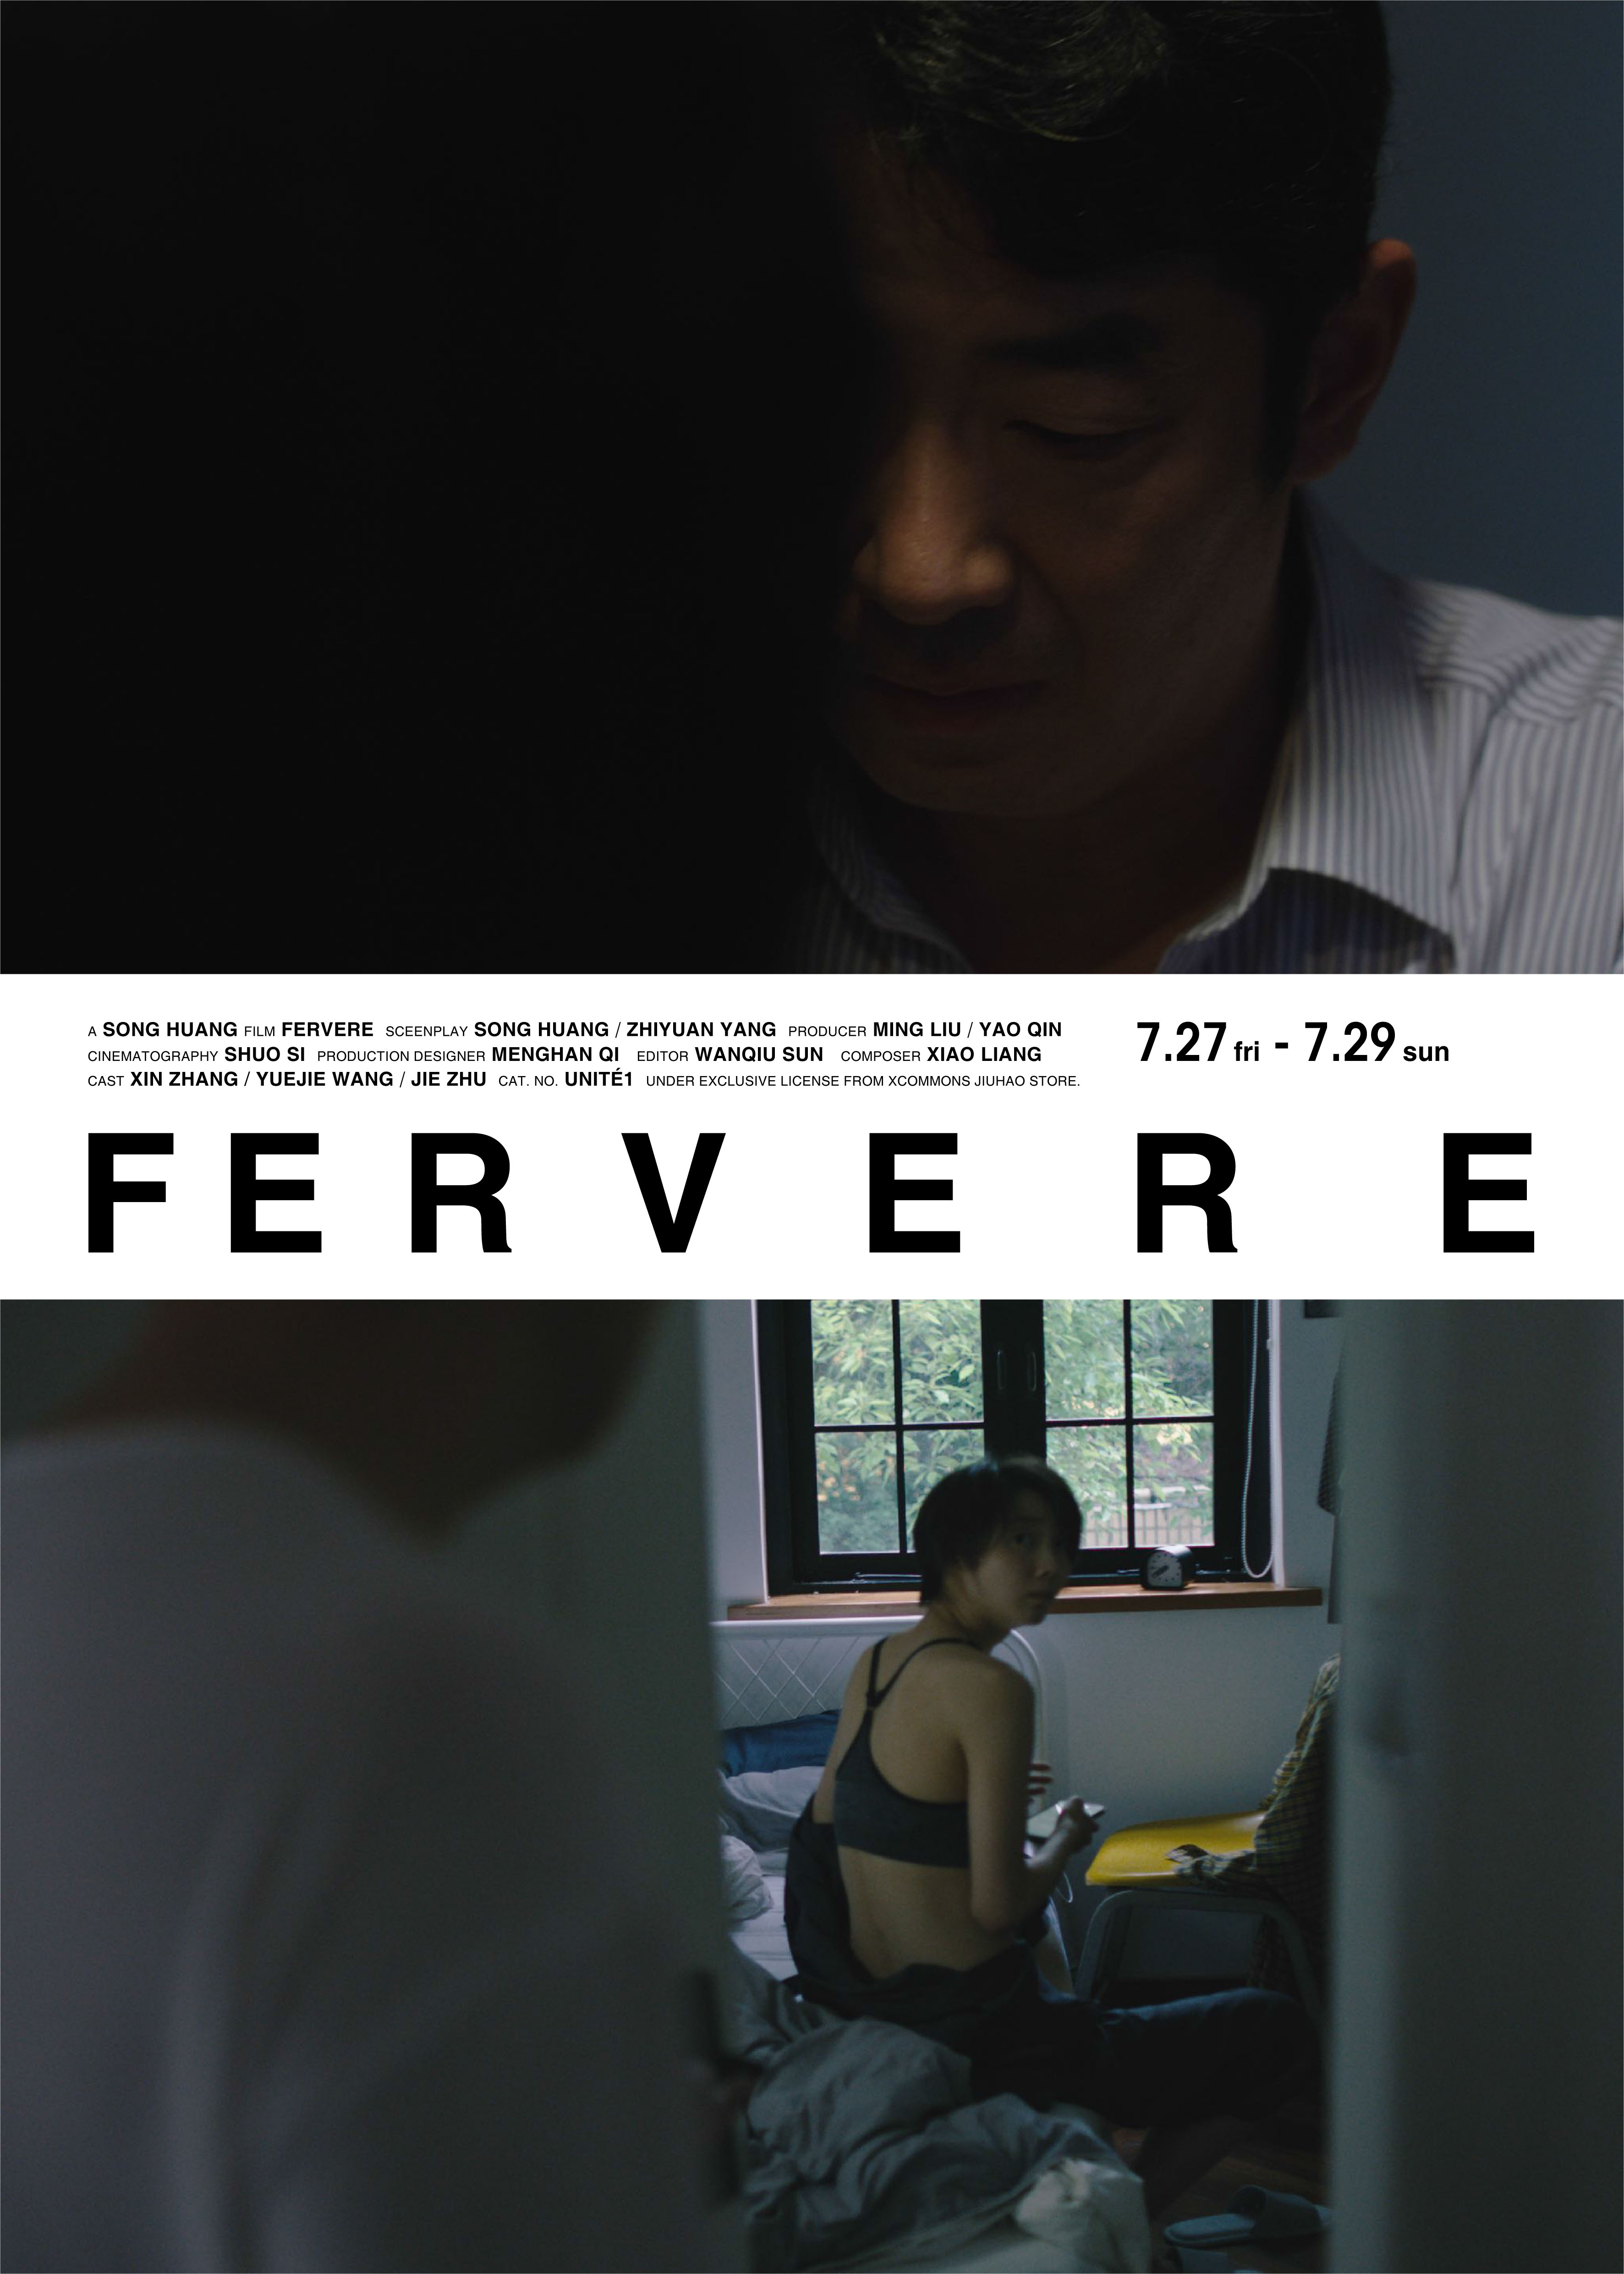 A SONG HUANG FILM FERVERE SCEENPLAY SONG HUANG / ZHIYUAN YANG PRODUCER MING LIU / YAO QIN
CINEMATOGRAPHY SHUO SI PRODUCTION DESIGNER MENGHAN QI EDITOR WANQIU SUN COMPOSER XIAO LIANG
CAST XIN ZHANG / YUEJIE WANG / JIE ZHU CAT. NO. UNITÉ1 UNDER EXCLUSIVE LICENSE FROM XCOMMONS JIUHAO STORE.
7.27 fri - 7.29 sun
FERVERE